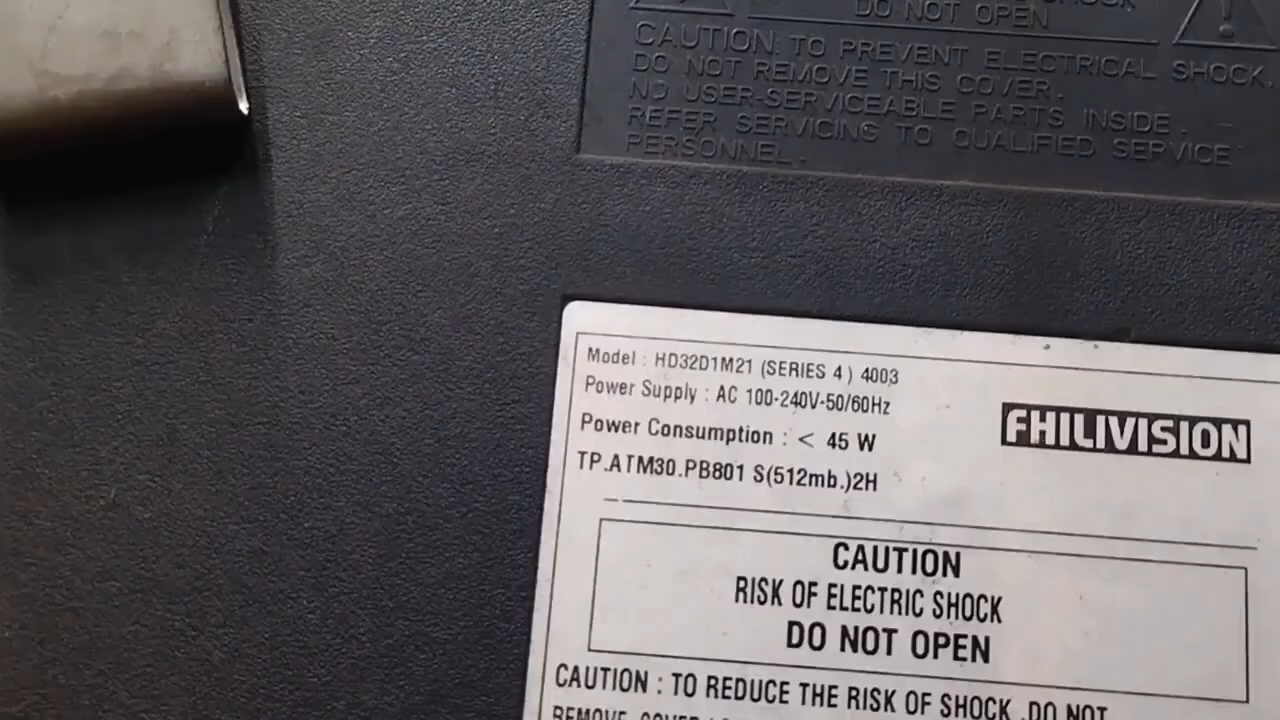 DO NOT OPEN
CAUTION: TO PREVENT ELECTRICAL SHOCK,
DO NOT REMOVE THIS COVER.
NO USER-SERVICEABLE PARTS INSIDE.
REFER SERVICING TO QUALIFIED SERVICE
PERSONNEL.
Model : HD32D1M21 (SERIES 4) 4003
Power Supply : AC 100-240V-50/60Hz
Power Consumption : < 45 W
TP.ATM30.PB801 S(512mb.)2H
FHILIVISION
CAUTION
RISK OF ELECTRIC SHOCK
DO NOT OPEN
CAUTION : TO REDUCE THE RISK OF SHOCK .DO NOT
REMOVE